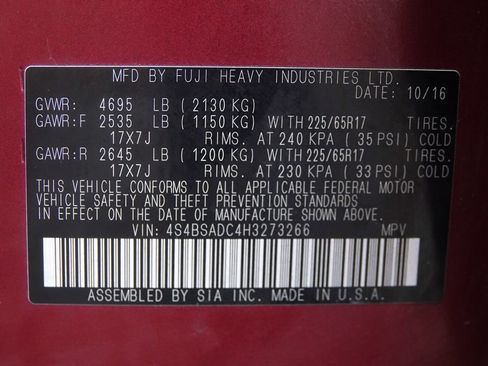 MFD BY FUJI HEAVY INDUSTRIES LTD.
DATE: 10/16
GVWR: 4695 LB (2130 KG)
GAWR:F 2535 LB (1150 KG) WITH 225/65R17 TIRES.
17X7J RIMS. AT 240 KPA (35 PSI) COLD
GAWR:R 2645 LB (1200 KG) WITH 225/65R17 TIRES.
17X7J RIMS. AT 230 KPA (33 PSI) COLD
THIS VEHICLE CONFORMS TO ALL APPLICABLE FEDERAL MOTOR
VEHICLE SAFETY AND THEFT PREVENTION STANDARDS
IN EFFECT ON THE DATE OF MANUFACTURE SHOWN ABOVE.
VIN: 4S4BSADC4H3273266 MPV
ASSEMBLED BY SIA INC. MADE IN U.S.A.